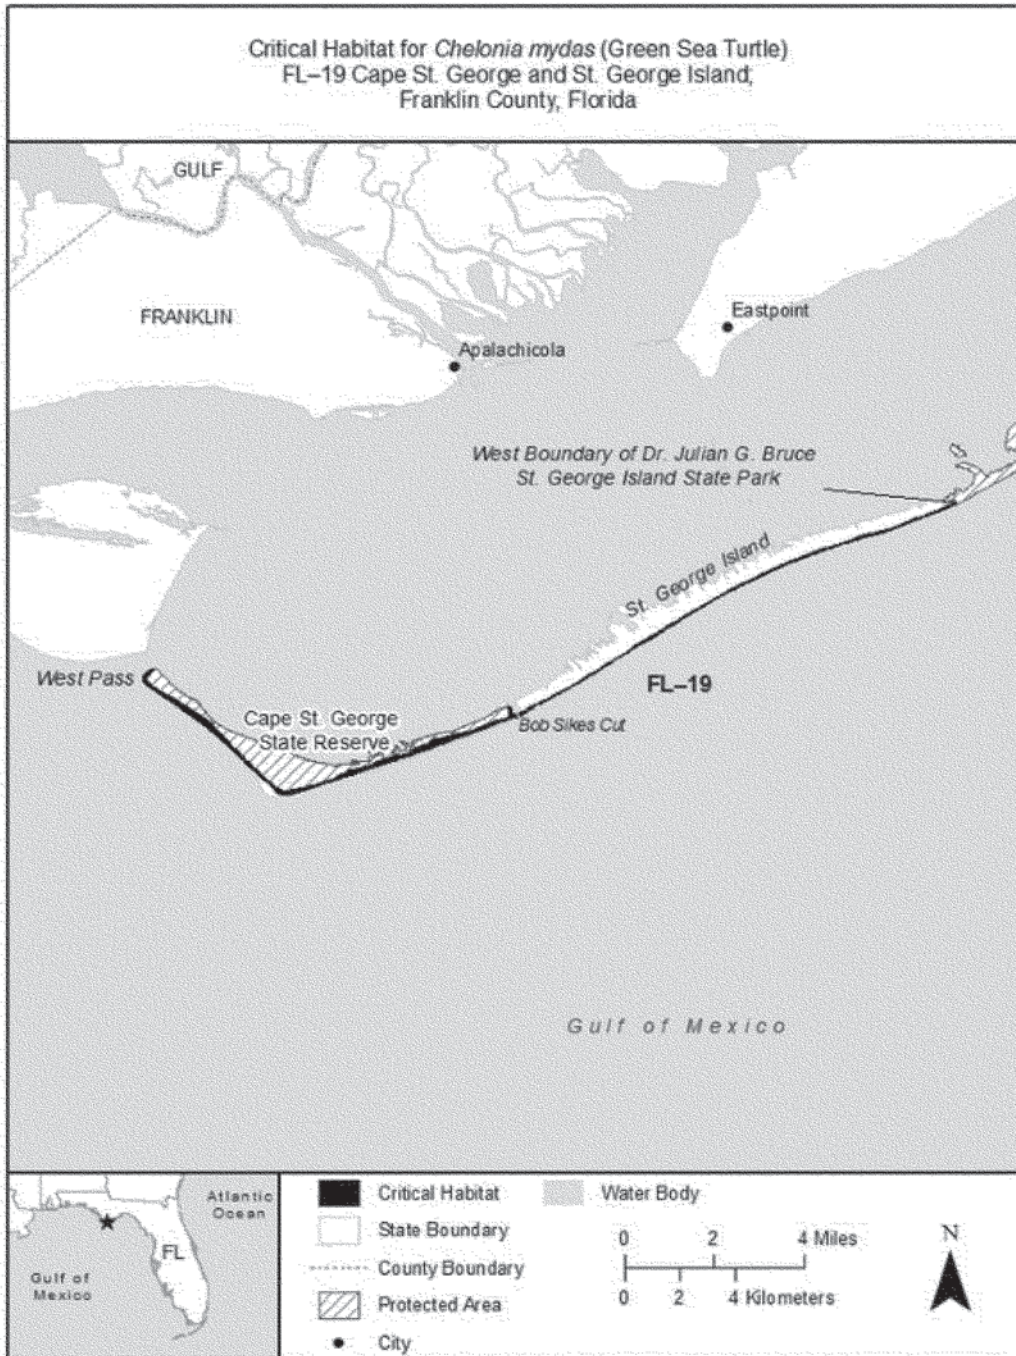 Critical Habitat for Chelonia mydas (Green Sea Turtle)
FL–19 Cape St. George and St. George Island;
Franklin County, Florida
GULF
FRANKLIN
Eastpoint
Apalachicola
West Boundary of Dr. Julian G. Bruce
St. George Island State Park
St. George Island
West Pass
FL–19
Cape St. George
State Reserve
Bob Sikes Cut
Gulf of Mexico
Atlantic
Ocean
FL
Gulf of
Mexico
Critical Habitat
Water Body
State Boundary
County Boundary
Protected Area
City
0 2 4 Miles
0 2 4 Kilometers
N